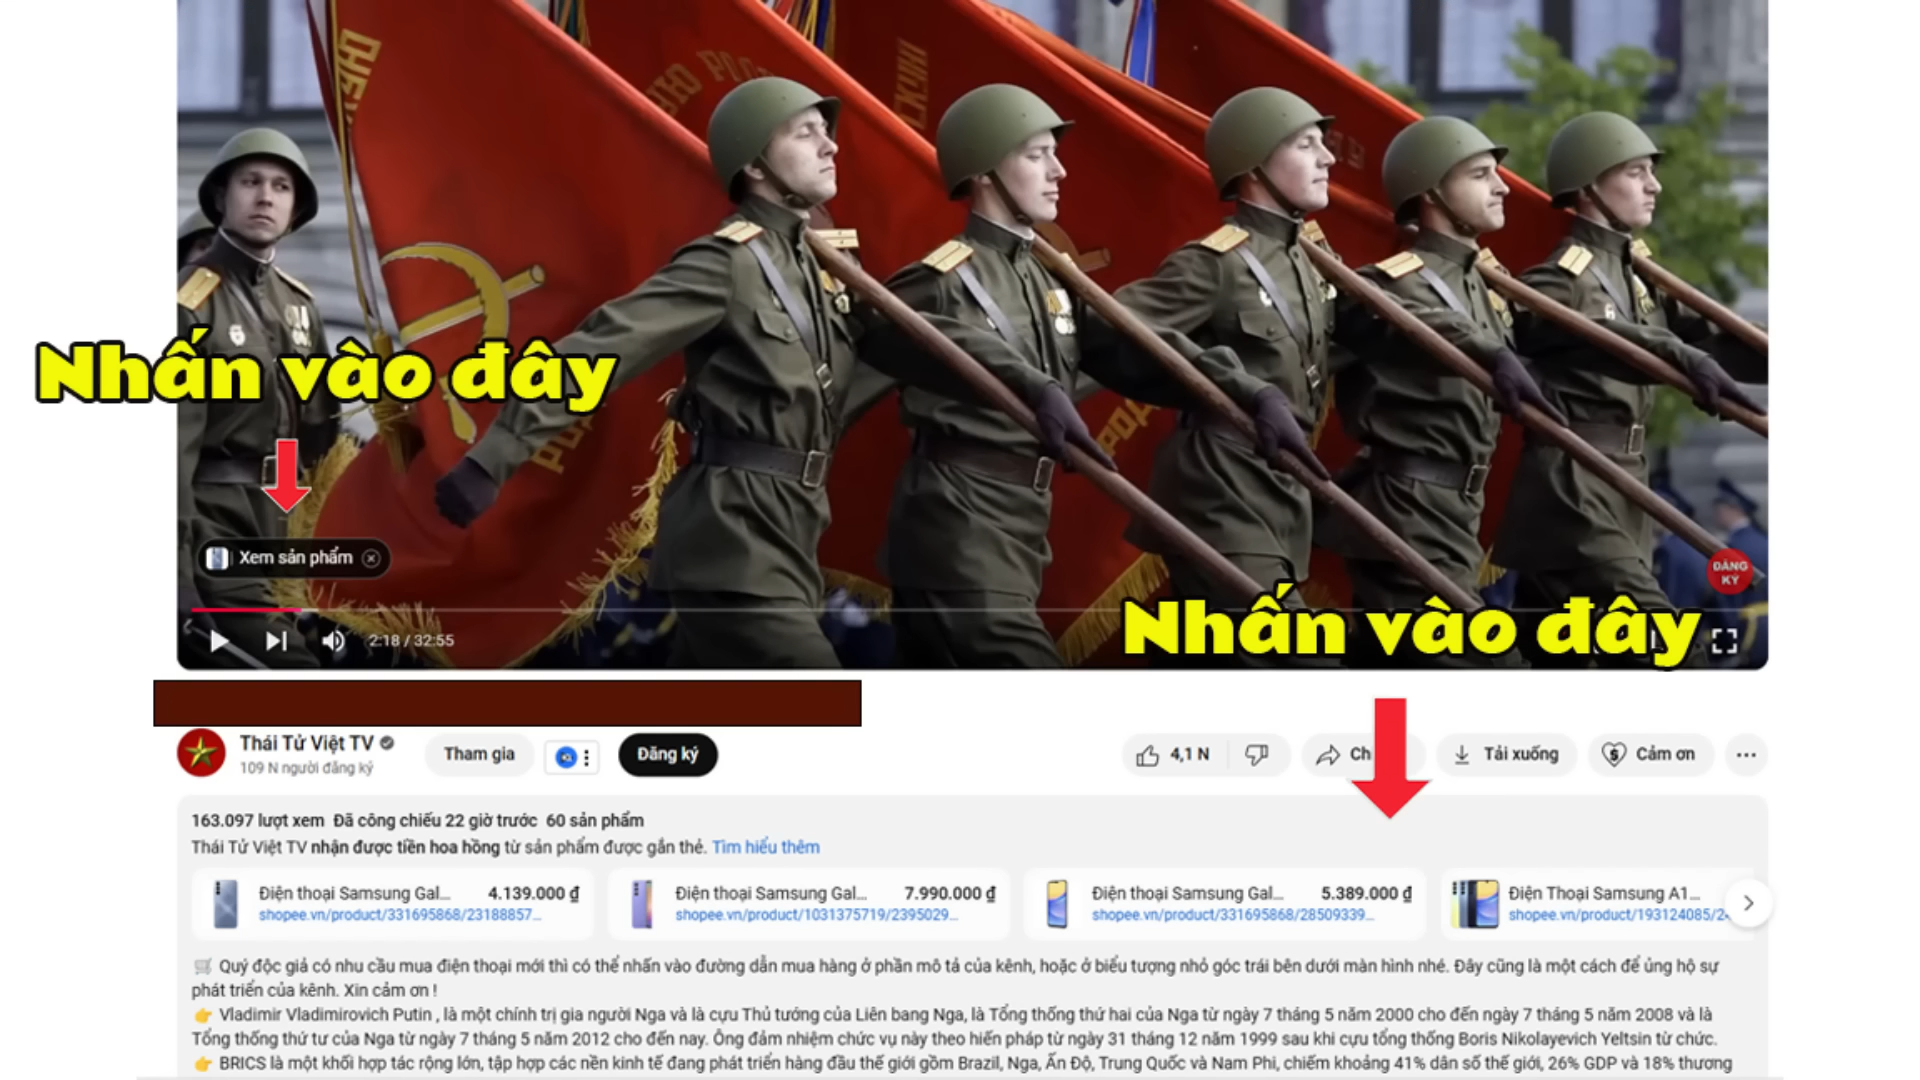 Nhấn vào đây
Xem sản phẩm
ĐĂNG
KÝ
2:18 / 32:55
Nhấn vào đây
Thái Tử Việt TV
109 N người đăng ký
Tham gia
Đăng ký
4,1 N
Ch
Tải xuống
Cảm ơn
163.097 lượt xem Đã công chiếu 22 giờ trước 60 sản phẩm
Thái Tử Việt TV nhận được tiền hoa hồng từ sản phẩm được gắn thẻ. Tìm hiểu thêm
Điện thoại Samsung Gal... 4.139.000 ₫
shopee.vn/product/331695868/23188857...
Điện thoại Samsung Gal... 7.990.000 ₫
shopee.vn/product/1031375719/2395029...
Điện thoại Samsung Gal... 5.389.000 ₫
shopee.vn/product/331695868/28509339...
Điện Thoại Samsung A1...
shopee.vn/product/193124085/2
🛒 Quý độc giả có nhu cầu mua điện thoại mới thì có thể nhấn vào đường dẫn mua hàng ở phần mô tả của kênh, hoặc ở biểu tượng nhỏ góc trái bên dưới màn hình nhé. Đây cũng là một cách để ủng hộ sự
phát triển của kênh. Xin cảm ơn !
👉 Vladimir Vladimirovich Putin , là một chính trị gia người Nga và là cựu Thủ tướng của Liên bang Nga, là Tổng thống thứ hai của Nga từ ngày 7 tháng 5 năm 2000 cho đến ngày 7 tháng 5 năm 2008 và là
Tổng thống thứ tư của Nga từ ngày 7 tháng 5 năm 2012 cho đến nay. Ông đảm nhiệm chức vụ này theo hiến pháp từ ngày 31 tháng 12 năm 1999 sau khi cựu tổng thống Boris Nikolayevich Yeltsin từ chức.
👉 BRICS là một khối hợp tác rộng lớn, tập hợp các nền kinh tế đang phát triển hàng đầu thế giới gồm Brazil, Nga, Ấn Độ, Trung Quốc và Nam Phi, chiếm khoảng 41% dân số thế giới, 26% GDP và 18% thương